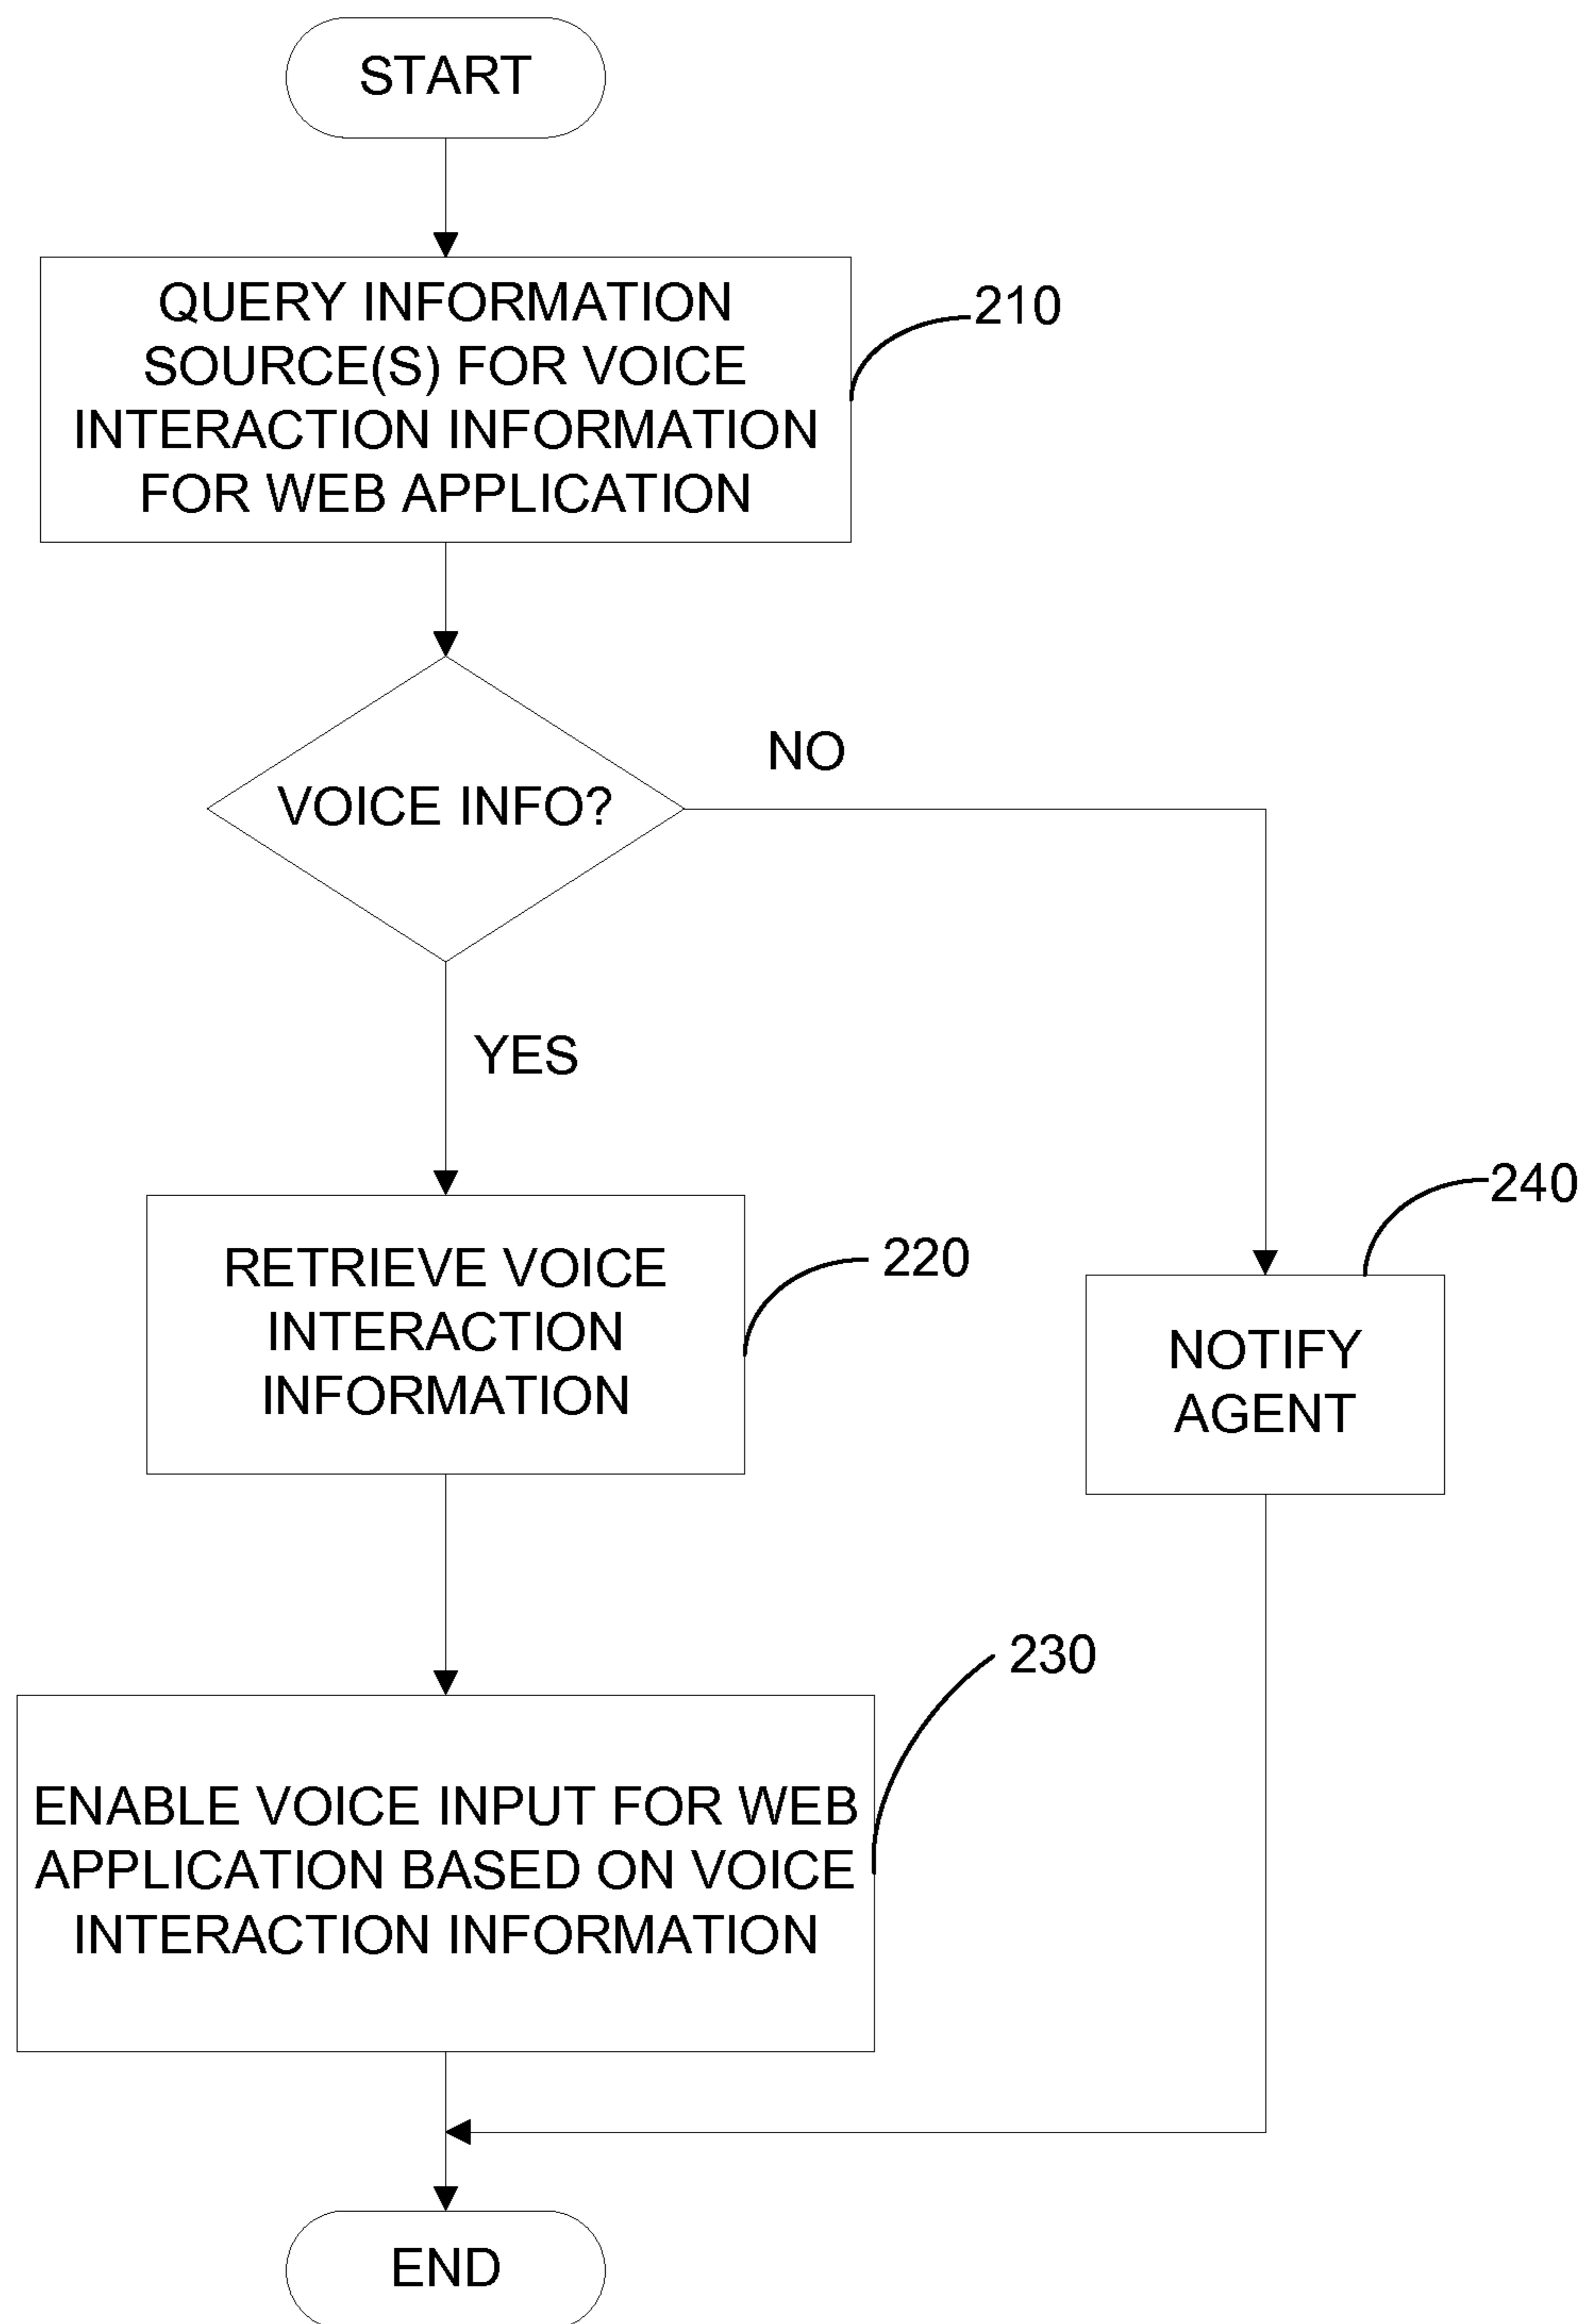 START
QUERY INFORMATION
SOURCE(S) FOR VOICE
INTERACTION INFORMATION
FOR WEB APPLICATION
210
VOICE INFO?
NO
YES
RETRIEVE VOICE
INTERACTION
INFORMATION
220
NOTIFY
AGENT
240
ENABLE VOICE INPUT FOR WEB
APPLICATION BASED ON VOICE
INTERACTION INFORMATION
230
END